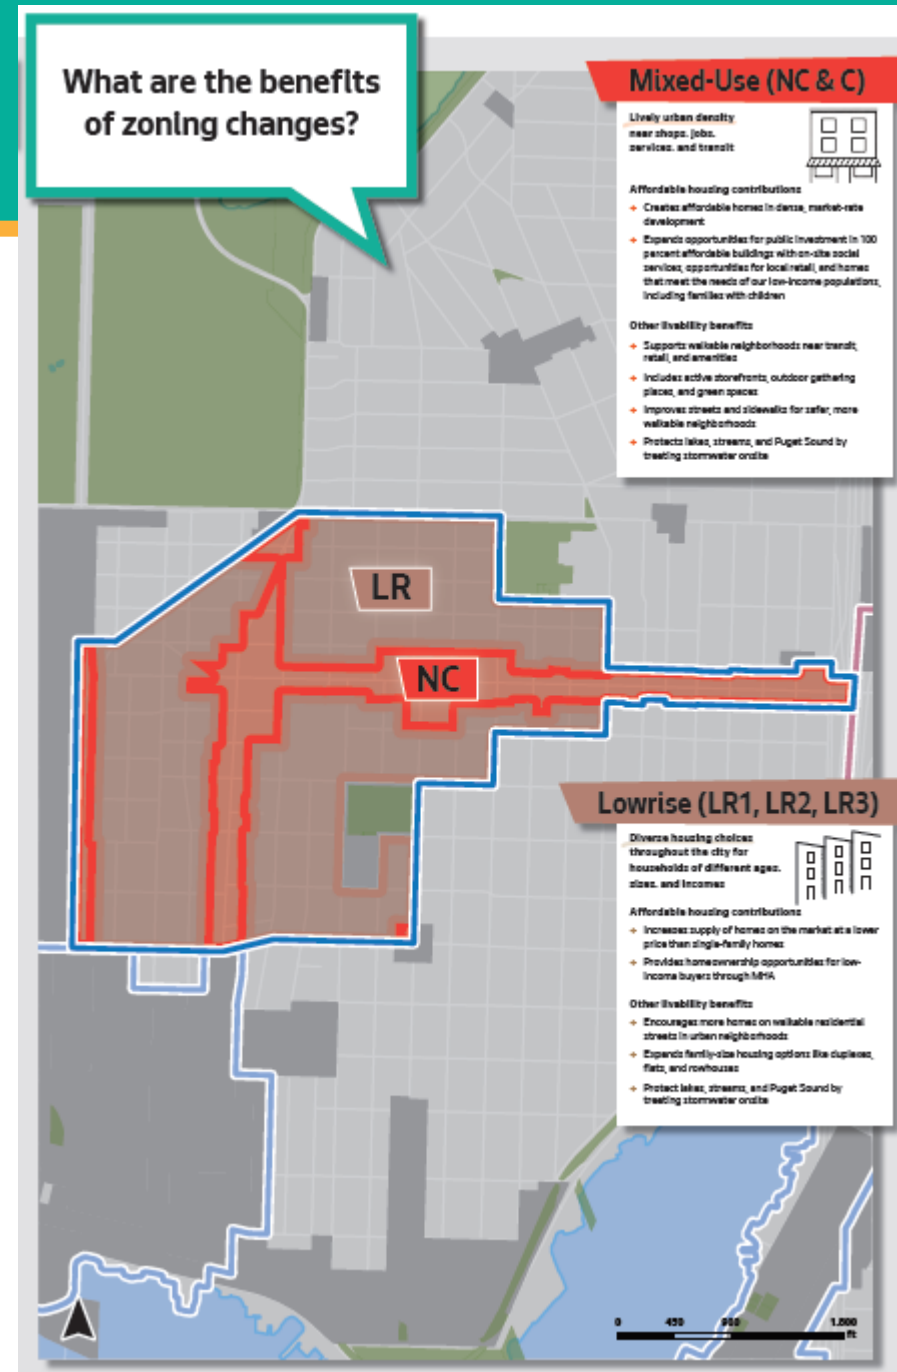 What are the benefits
of zoning changes?
Mixed-Use (NC & C)
Lively urban density
near shops, jobs,
services, and transit
Affordable housing contributions
+ Creates affordable homes in dense, market-rate
development
+ Expands opportunities for public investment in 100
percent affordable buildings with on-site social
services, opportunities for local retail, and homes
that meet the needs of our low-income populations,
including families with children
Other livability benefits
+ Supports walkable neighborhoods near transit,
retail, and amenities
+ Includes active storefronts, outdoor gathering
places, and green spaces
+ Improves streets and sidewalks for safer, more
walkable neighborhoods
+ Protects lakes, streams, and Puget Sound by
treating stormwater onsite
LR
NC
Lowrise (LR1, LR2, LR3)
Diverse housing choices
throughout the city for
households of different ages,
sizes, and incomes
Affordable housing contributions
+ Increases supply of homes on the market at a lower
price than single-family homes
+ Provides homeownership opportunities for low-
income buyers through MHA
Other livability benefits
+ Encourages more homes on walkable residential
streets in urban neighborhoods
+ Expands family-size housing options like duplexes,
flats, and rowhouses
+ Protect lakes, streams, and Puget Sound by
treating stormwater onsite
0 450 900 1,800
ft